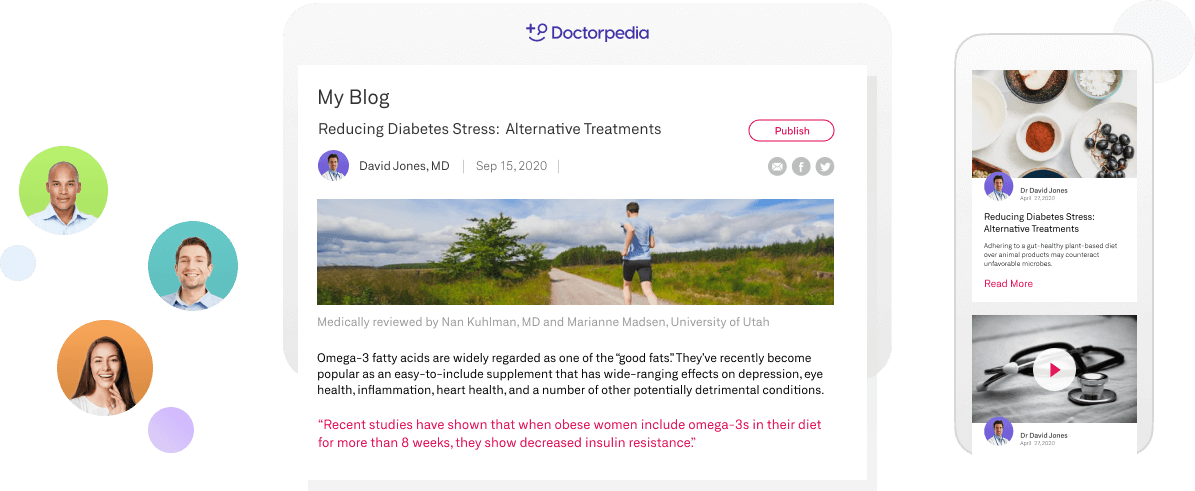 Doctorpedia
My Blog
Reducing Diabetes Stress: Alternative Treatments
Publish
David Jones, MD | Sep 15, 2020 |
Medically reviewed by Nan Kuhlman, MD and Marianne Madsen, University of Utah
Omega-3 fatty acids are widely regarded as one of the “good fats.” They’ve recently become
popular as an easy-to-include supplement that has wide-ranging effects on depression, eye
health, inflammation, heart health, and a number of other potentially detrimental conditions.
“Recent studies have shown that when obese women include omega-3s in their diet
for more than 8 weeks, they show decreased insulin resistance.”
Dr David Jones
April 27,2020
Reducing Diabetes Stress:
Alternative Treatments
Adhering to a gut-healthy plant-based diet
over animal products may counteract
unfavorable microbes.
Read More
Dr David Jones
April 27,2020